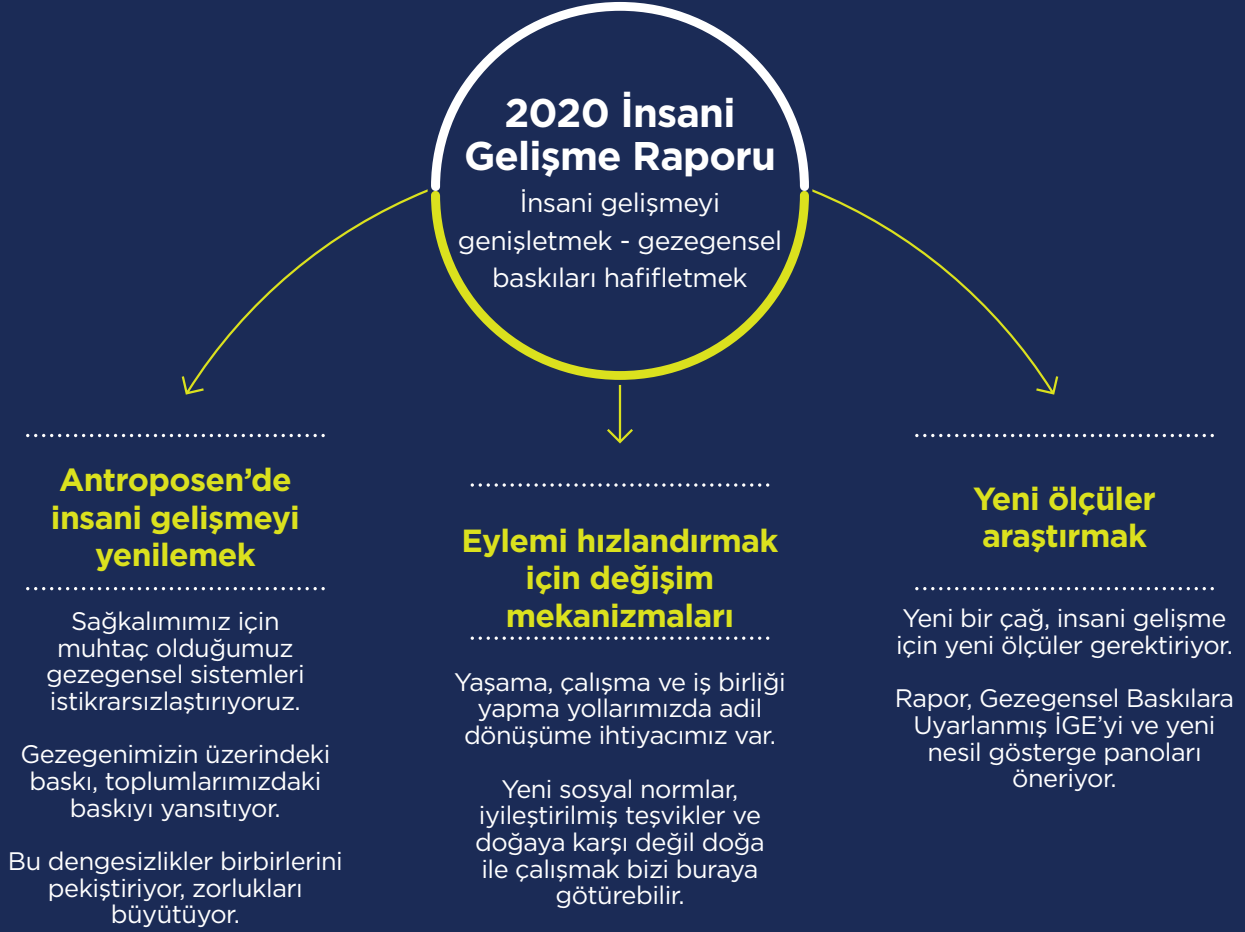 2020 İnsani
Gelişme Raporu
İnsani gelişmeyi
genişletmek - gezegensel
baskıları hafifletmek
Antroposen’de
insani gelişmeyi
yenilemek
Sağkalımımız için
muhtaç olduğumuz
gezegensel sistemleri
istikrarsızlaştırıyoruz.
Gezegenimizin üzerindeki
baskı, toplumlarımızdaki
baskıyı yansıtıyor.
Bu dengesizlikler birbirlerini
pekiştiriyor, zorlukları
büyütüyor.
Eylemi hızlandırmak
için değişim
mekanizmaları
Yaşama, çalışma ve iş birliği
yapma yollarımızda adil
dönüşüme ihtiyacımız var.
Yeni sosyal normlar,
iyileştirilmiş teşvikler ve
doğaya karşı değil doğa
ile çalışmak bizi buraya
götürebilir.
Yeni ölçüler
araştırmak
Yeni bir çağ, insani gelişme
için yeni ölçüler gerektiriyor.
Rapor, Gezegensel Baskılara
Uyarlanmış İGE’yi ve yeni
nesil gösterge panoları
öneriyor.